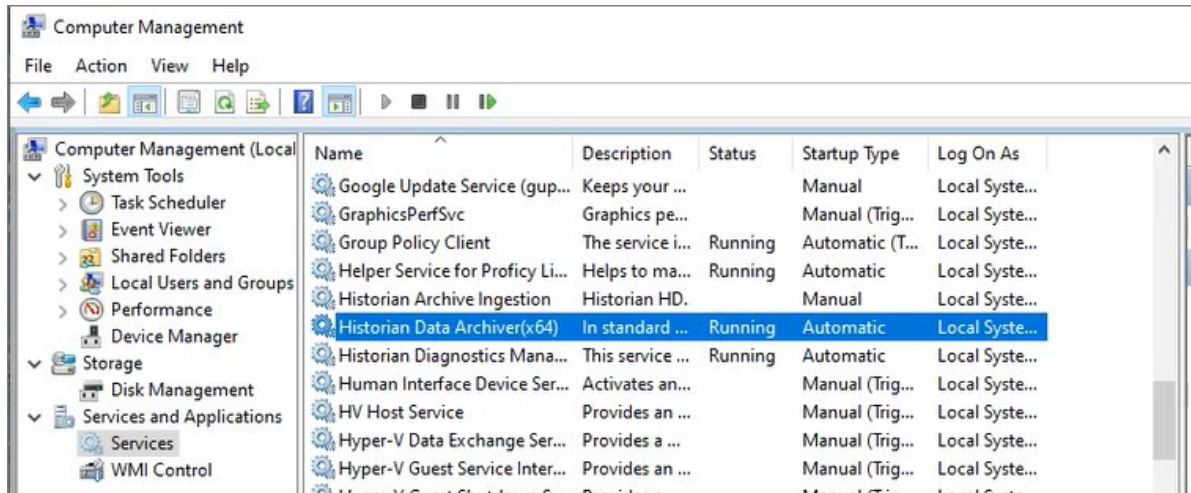 Computer Management
File Action View Help
Computer Management (Local
System Tools
Task Scheduler
Event Viewer
Shared Folders
Local Users and Groups
Performance
Device Manager
Storage
Disk Management
Services and Applications
Services
WMI Control
Name Description Status Startup Type Log On As
Google Update Service (gup... Keeps your ... Manual Local Syste...
GraphicsPerfSvc Graphics pe... Manual (Trig... Local Syste...
Group Policy Client The service i... Running Automatic (T... Local Syste...
Helper Service for Proficy Li... Helps to ma... Running Automatic Local Syste...
Historian Archive Ingestion Historian HD. Manual Local Syste...
Historian Data Archiver(x64) In standard ... Running Automatic Local Syste...
Historian Diagnostics Mana... This service ... Running Automatic Local Syste...
Human Interface Device Ser... Activates an... Manual (Trig... Local Syste...
HV Host Service Provides an ... Manual (Trig... Local Syste...
Hyper-V Data Exchange Ser... Provides a ... Manual (Trig... Local Syste...
Hyper-V Guest Service Inter... Provides an ... Manual (Trig... Local Syste...